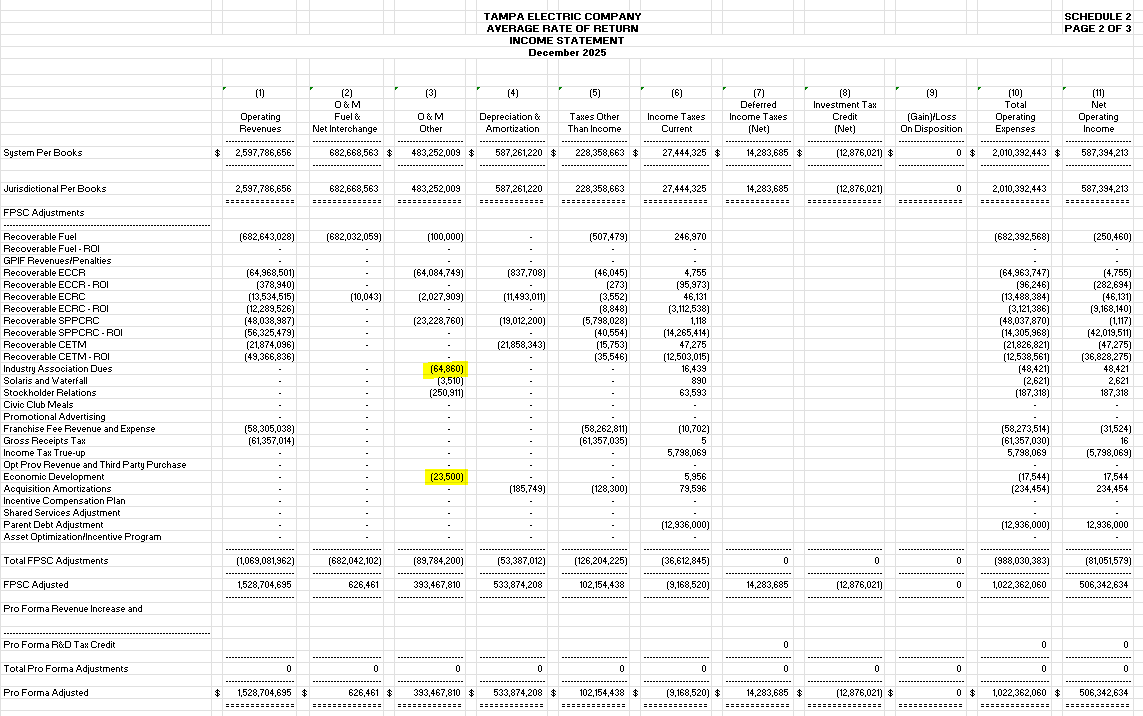 TAMPA ELECTRIC COMPANY SCHEDULE 2
AVERAGE RATE OF RETURN PAGE 2 OF 3
INCOME STATEMENT
December 2025
(1) (2) (3) (4) (5) (6) (7) (8) (9) (10) (11)
O & M Deferred Investment Tax Total Net
Operating Fuel & O & M Depreciation & Taxes Other Income Taxes Income Taxes Credit (Gain)/Loss Operating Operating
Revenues Net Interchange Other Amortization Than Income Current (Net) (Net) On Disposition Expenses Income
System Per Books $ 2,597,786,656 682,668,563 $ 483,252,009 $ 587,261,220 $ 228,358,663 $ 27,444,325 $ 14,283,685 $ (12,876,021) $ 0 $ 2,010,392,443 $ 587,394,213
Jurisdictional Per Books 2,597,786,656 682,668,563 483,252,009 587,261,220 228,358,663 27,444,325 14,283,685 (12,876,021) 0 2,010,392,443 587,394,213
FPSC Adjustments
Recoverable Fuel (682,643,028) (682,032,059) (100,000) - (507,479) 246,970 (682,392,568) (250,460)
Recoverable Fuel - ROI - - - - - - - -
GPIF Revenues/Penalties - - - - - - - -
Recoverable ECCR (64,968,501) - (64,084,749) (837,708) (46,045) 4,755 (64,963,747) (4,755)
Recoverable ECCR - ROI (378,940) - - - (273) (95,973) (96,246) (282,694)
Recoverable ECRC (13,534,515) (10,043) (2,027,909) (11,493,011) (3,552) 46,131 (13,488,384) (46,131)
Recoverable ECRC - ROI (12,289,526) - - - (8,848) (3,112,538) (3,121,386) (9,168,140)
Recoverable SPPCRC (48,038,987) - (23,228,760) (19,012,200) (5,798,028) 1,118 (48,037,870) (1,117)
Recoverable SPPCRC - ROI (56,325,479) - - - (40,554) (14,265,414) (14,305,968) (42,019,511)
Recoverable CETM (21,874,096) - - (21,858,343) (15,753) 47,275 (21,826,821) (47,275)
Recoverable CETM - ROI (49,366,836) - - - (35,546) (12,503,015) (12,538,561) (36,828,275)
Industry Association Dues - - (64,860) - - 16,439 (48,421) 48,421
Solaris and Waterfall - - (3,510) - - 890 (2,621) 2,621
Stockholder Relations - - (250,911) - - 63,593 (187,318) 187,318
Civic Club Meals - - - - - - - -
Promotional Advertising - - - - - - - -
Franchise Fee Revenue and Expense (58,305,038) - - - (58,262,811) (10,702) (58,273,514) (31,524)
Gross Receipts Tax (61,357,014) - - - (61,357,035) 5 (61,357,030) 16
Income Tax True-up - - - - - 5,798,069 5,798,069 (5,798,069)
Opt Prov Revenue and Third Party Purchase - - - - - - - -
Economic Development - - (23,500) - - 5,956 (17,544) 17,544
Acquisition Amortizations - - - (185,749) (128,300) 79,596 (234,454) 234,454
Incentive Compensation Plan - - - - - - - -
Shared Services Adjustment - - - - - - - -
Parent Debt Adjustment - - - - - (12,936,000) (12,936,000) 12,936,000
Asset Optimization/Incentive Program - - - - - - - -
Total FPSC Adjustments (1,069,081,962) (682,042,102) (89,784,200) (53,387,012) (126,204,225) (36,612,845) 0 0 0 (988,030,383) (81,051,579)
FPSC Adjusted 1,528,704,695 626,461 393,467,810 533,874,208 102,154,438 (9,168,520) 14,283,685 (12,876,021) 0 1,022,362,060 506,342,634
Pro Forma Revenue Increase and
Pro Forma R&D Tax Credit 0 0 0
Total Pro Forma Adjustments 0 0 0 0 0 0 0 0 0 0 0
Pro Forma Adjusted $ 1,528,704,695 $ 626,461 $ 393,467,810 $ 533,874,208 $ 102,154,438 $ (9,168,520) $ 14,283,685 $ (12,876,021) $ 0 $ 1,022,362,060 $ 506,342,634